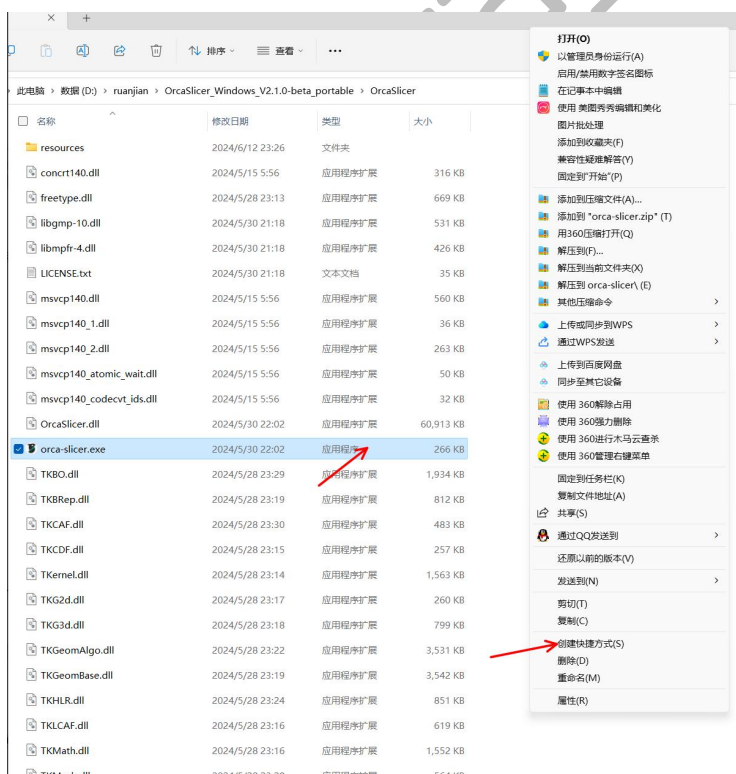 排序
查看
此电脑 › 数据 (D:) › ruanjian › OrcaSlicer_Windows_V2.1.0-beta_portable › OrcaSlicer
名称 修改日期 类型 大小
resources 2024/6/12 23:26 文件夹
concrt140.dll 2024/5/15 5:56 应用程序扩展 316 KB
freetype.dll 2024/5/28 23:13 应用程序扩展 669 KB
libgmp-10.dll 2024/5/30 21:18 应用程序扩展 531 KB
libmpfr-4.dll 2024/5/30 21:18 应用程序扩展 426 KB
LICENSE.txt 2024/5/30 21:18 文本文档 35 KB
msvcp140.dll 2024/5/15 5:56 应用程序扩展 560 KB
msvcp140_1.dll 2024/5/15 5:56 应用程序扩展 36 KB
msvcp140_2.dll 2024/5/15 5:56 应用程序扩展 263 KB
msvcp140_atomic_wait.dll 2024/5/15 5:56 应用程序扩展 50 KB
msvcp140_codecvt_ids.dll 2024/5/15 5:56 应用程序扩展 32 KB
OrcaSlicer.dll 2024/5/30 22:02 应用程序扩展 60,913 KB
orca-slicer.exe 2024/5/30 22:02 应用程序 266 KB
TKBO.dll 2024/5/28 23:29 应用程序扩展 1,934 KB
TKBRep.dll 2024/5/28 23:19 应用程序扩展 812 KB
TKCAF.dll 2024/5/28 23:30 应用程序扩展 483 KB
TKCDF.dll 2024/5/28 23:15 应用程序扩展 257 KB
TKernel.dll 2024/5/28 23:14 应用程序扩展 1,563 KB
TKG2d.dll 2024/5/28 23:17 应用程序扩展 260 KB
TKG3d.dll 2024/5/28 23:18 应用程序扩展 799 KB
TKGeomAlgo.dll 2024/5/28 23:22 应用程序扩展 3,531 KB
TKGeomBase.dll 2024/5/28 23:19 应用程序扩展 3,542 KB
TKHLR.dll 2024/5/28 23:24 应用程序扩展 851 KB
TKLCAF.dll 2024/5/28 23:16 应用程序扩展 619 KB
TKMath.dll 2024/5/28 23:16 应用程序扩展 1,552 KB
打开(O)
以管理员身份运行(A)
启用/禁用数字签名图标
在记事本中编辑
使用 美图秀秀编辑和美化
图片批处理
添加到收藏夹(F)
兼容性疑难解答(Y)
固定到"开始"(P)
添加到压缩文件(A)...
添加到 "orca-slicer.zip" (T)
用360压缩打开(Q)
解压到(F)...
解压到当前文件夹(X)
解压到 orca-slicer\ (E)
其他压缩命令
上传或同步到WPS
通过WPS发送
上传到百度网盘
同步至其它设备
使用 360解除占用
使用 360强力删除
使用 360进行木马云查杀
使用 360管理右键菜单
固定到任务栏(K)
复制文件地址(A)
共享(S)
通过QQ发送到
还原以前的版本(V)
发送到(N)
剪切(T)
复制(C)
创建快捷方式(S)
删除(D)
重命名(M)
属性(R)